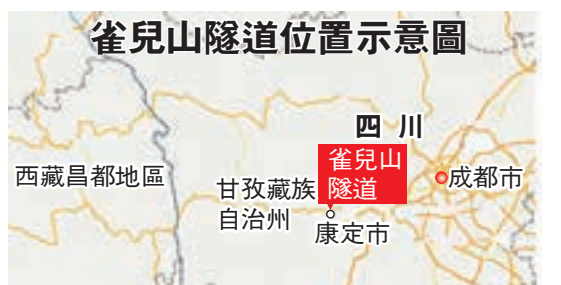 雀兒山隧道位置示意圖
四川
雀兒山
隧道
成都市
西藏昌都地區
甘孜藏族
自治州
康定市